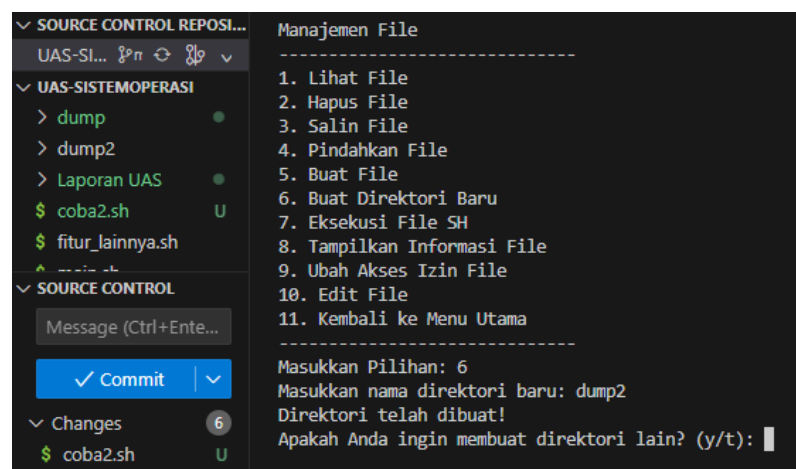 SOURCE CONTROL REPOSI...
UAS-SI...
UAS-SISTEMOPERASI
dump
dump2
Laporan UAS
$ coba2.sh U
$ fitur_lainnya.sh
SOURCE CONTROL
Message (Ctrl+Ente...
Commit
Changes 6
$ coba2.sh U
Manajemen File
------------------------------
1. Lihat File
2. Hapus File
3. Salin File
4. Pindahkan File
5. Buat File
6. Buat Direktori Baru
7. Eksekusi File SH
8. Tampilkan Informasi File
9. Ubah Akses Izin File
10. Edit File
11. Kembali ke Menu Utama
------------------------------
Masukkan Pilihan: 6
Masukkan nama direktori baru: dump2
Direktori telah dibuat!
Apakah Anda ingin membuat direktori lain? (y/t):